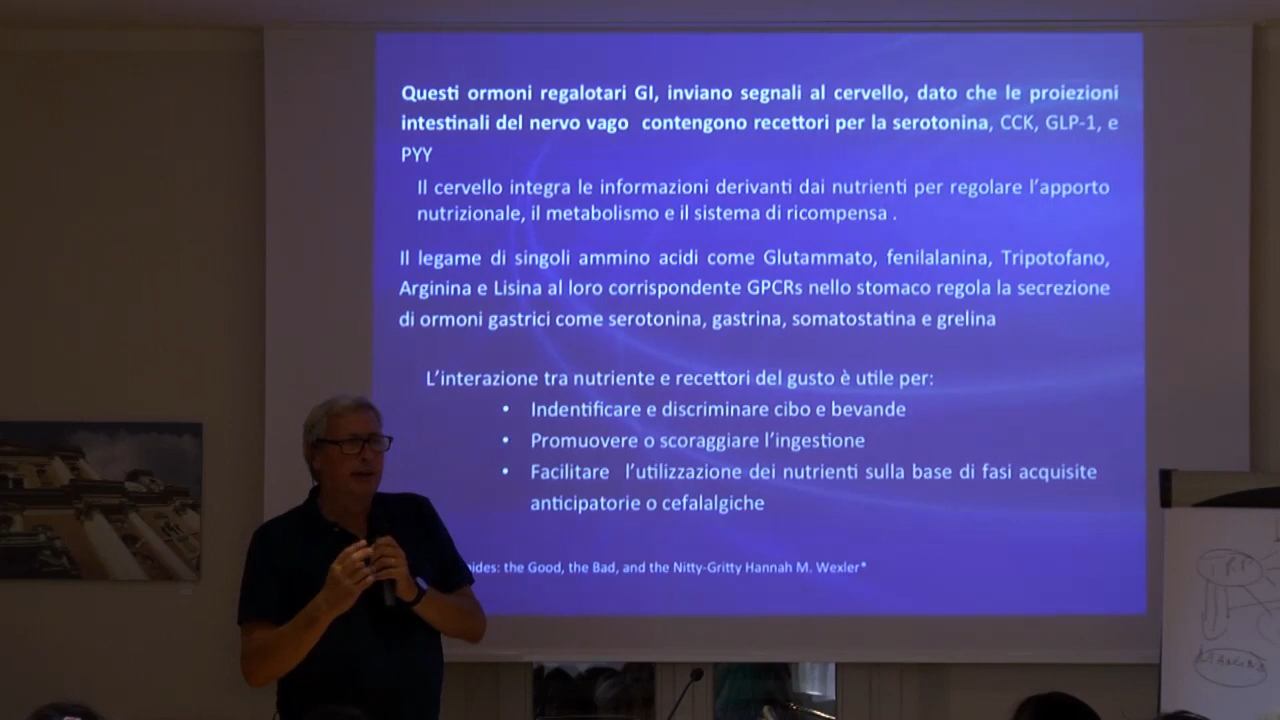 Questi ormoni regalotari GI, inviano segnali al cervello, dato che le proiezioni
intestinali del nervo vago contengono recettori per la serotonina, CCK, GLP-1, e
PYY
Il cervello integra le informazioni derivanti dai nutrienti per regolare l'apporto
nutrizionale, il metabolismo e il sistema di ricompensa .
Il legame di singoli ammino acidi come Glutammato, fenilalanina, Tripotofano,
Arginina e Lisina al loro corrispondente GPCRs nello stomaco regola la secrezione
di ormoni gastrici come serotonina, gastrina, somatostatina e grelina
L'interazione tra nutriente e recettori del gusto è utile per:
• Indentificare e discriminare cibo e bevande
• Promuovere o scoraggiare l'ingestione
• Facilitare l'utilizzazione dei nutrienti sulla base di fasi acquisite
anticipatorie o cefalalgiche
the Good, the Bad, and the Nitty-Gritty Hannah M. Wexler*
TRP